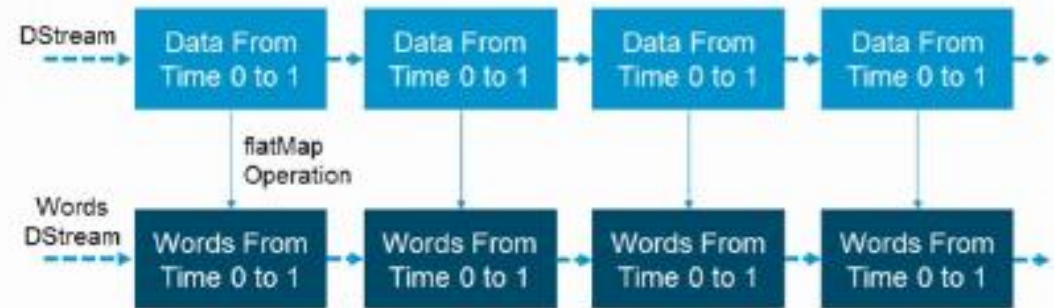 DStream
Data From
Time 0 to 1
Data From
Time 0 to 1
Data From
Time 0 to 1
Data From
Time 0 to 1
flatMap
Operation
Words
DStream
Words From
Time 0 to 1
Words From
Time 0 to 1
Words From
Time 0 to 1
Words From
Time 0 to 1